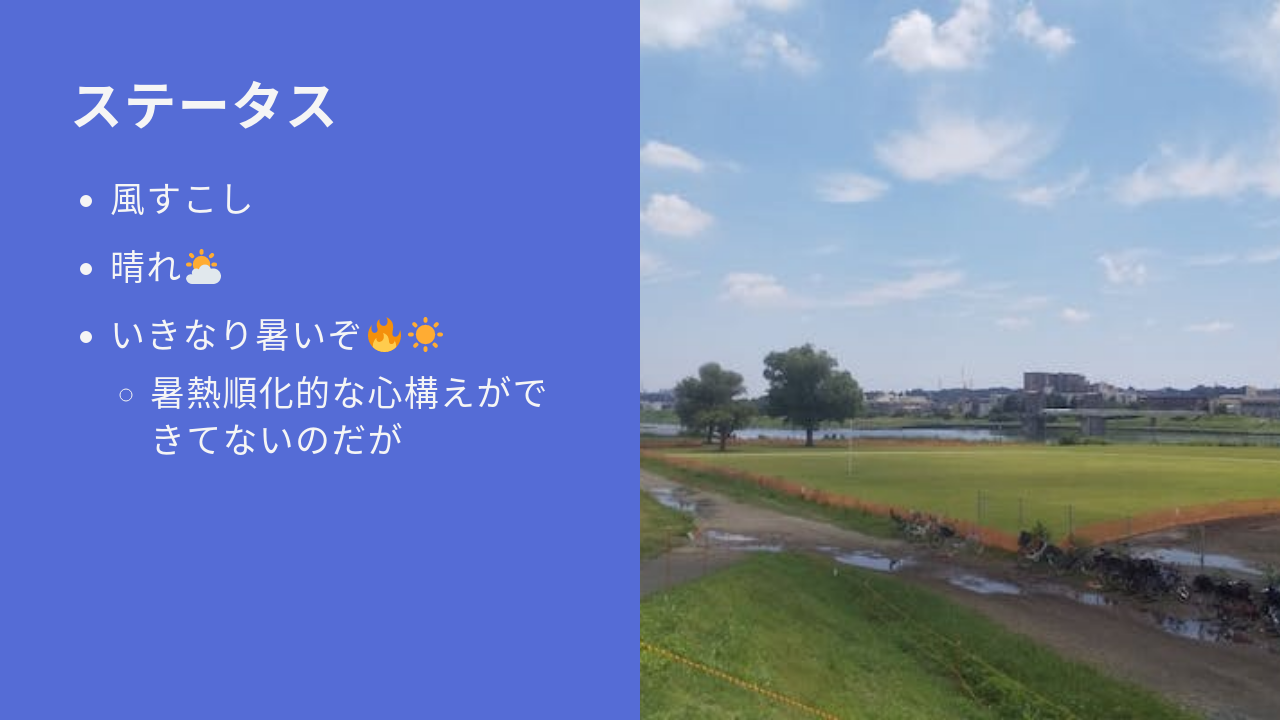 ステータス
風すこし
晴れ🌤
いきなり暑いぞ🔥☀
暑熱順化的な心構えがで
きてないのだが